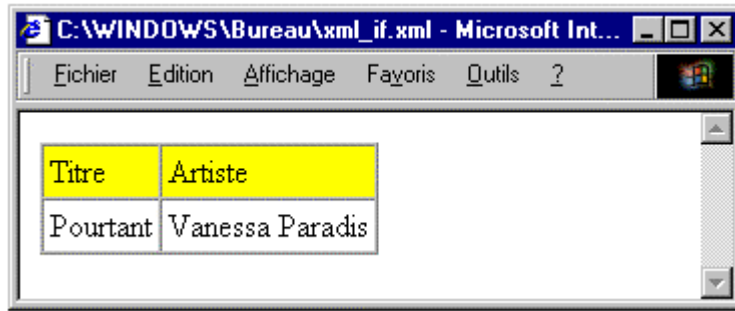 C:\WINDOWS\Bureau\xml_if.xml - Microsoft Int...
Fichier Edition Affichage Favoris Outils ?
Titre Artiste
Pourtant Vanessa Paradis